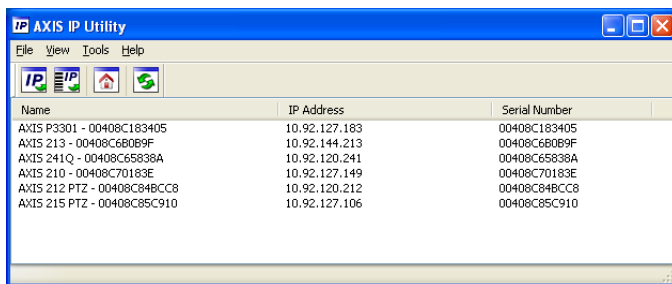 IP AXIS IP Utility
File View Tools Help
IP IP
Name IP Address Serial Number
AXIS P3301 - 00408C183405 10.92.127.183 00408C183405
AXIS 213 - 00408C6B0B9F 10.92.144.213 00408C6B0B9F
AXIS 241Q - 00408C65838A 10.92.120.241 00408C65838A
AXIS 210 - 00408C70183E 10.92.127.149 00408C70183E
AXIS 212 PTZ - 00408C84BCC8 10.92.120.212 00408C84BCC8
AXIS 215 PTZ - 00408C85C910 10.92.127.106 00408C85C910